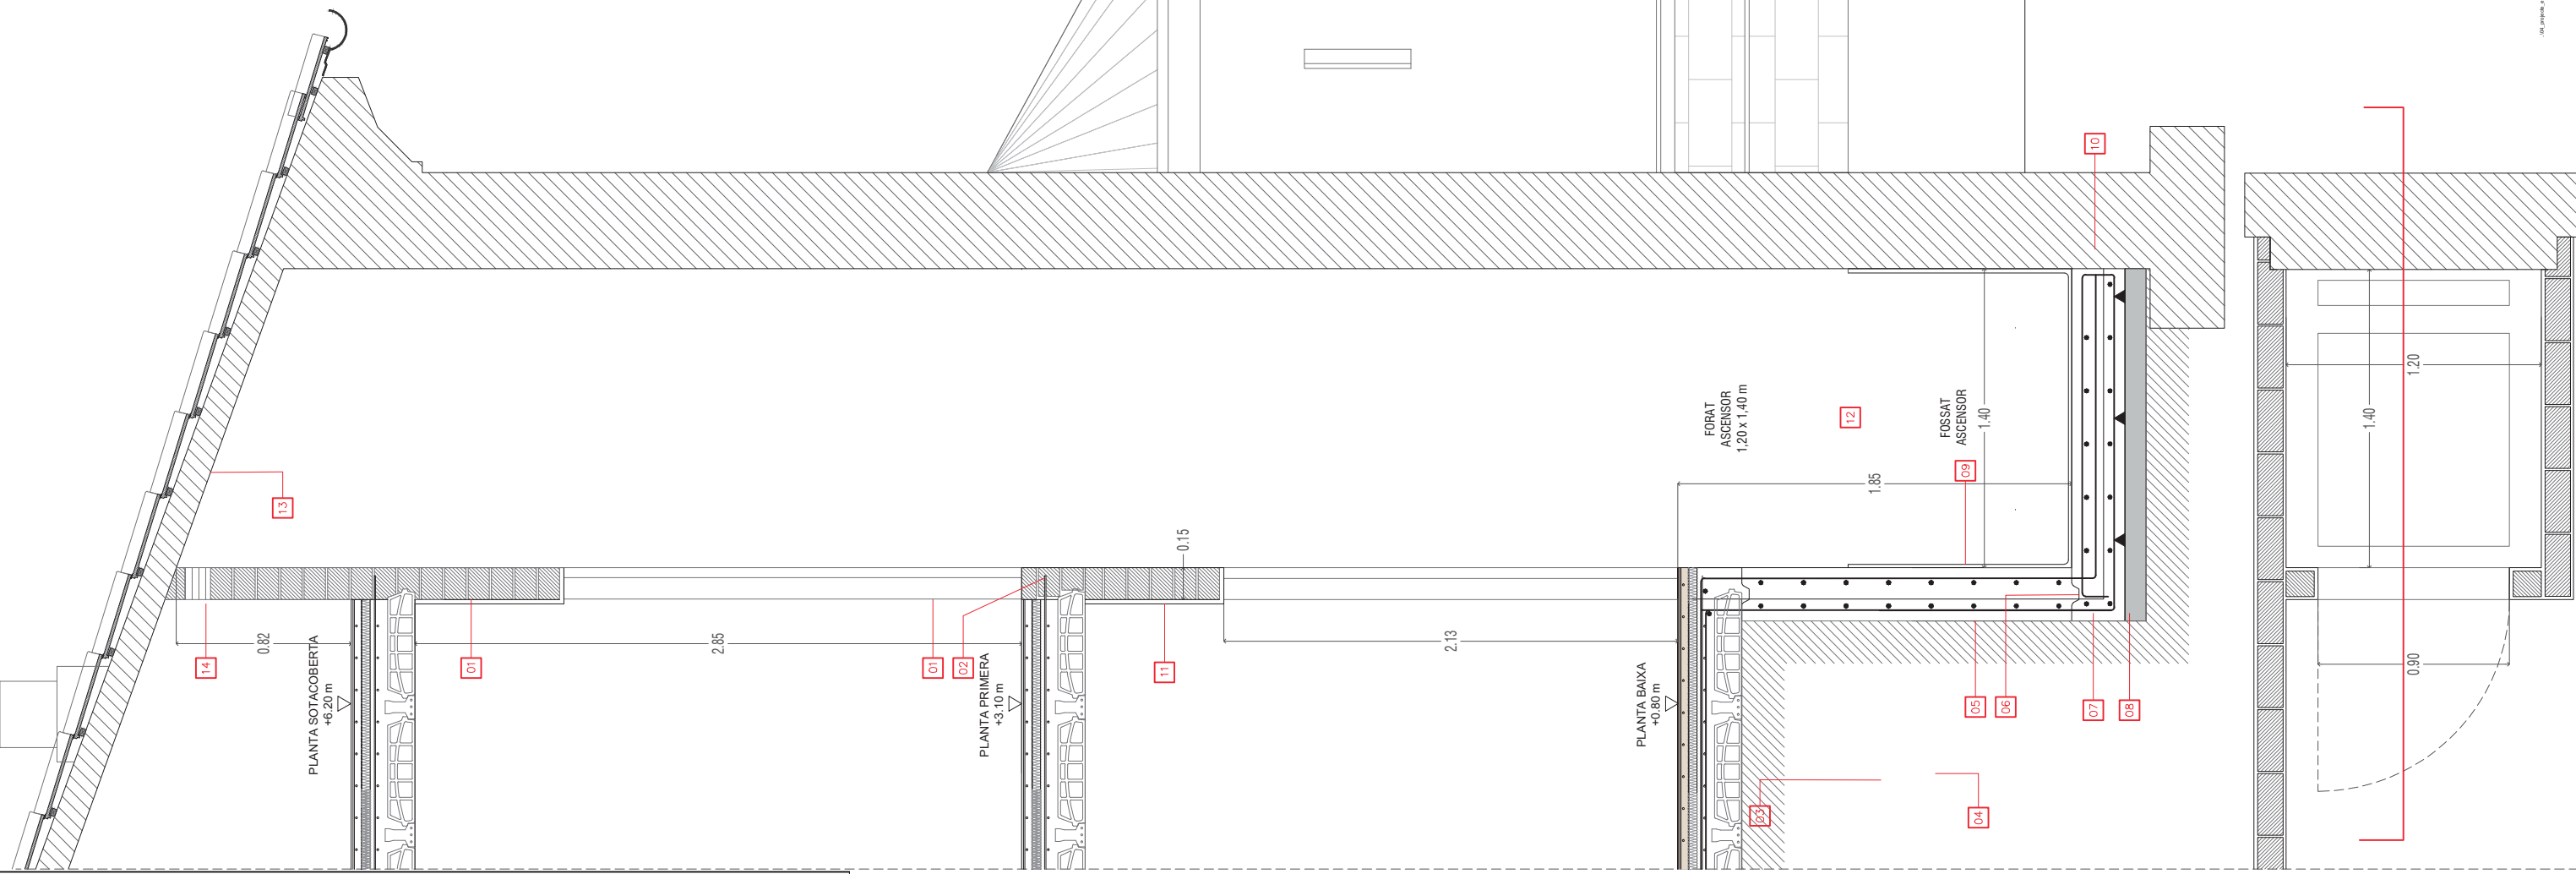 13
14
0.82
PLANTA SOTACOBERTA
+6.20 m
2.85
01
01
02
PLANTA PRIMERA
+3.10 m
0.15
11
2.13
PLANTA BAIXA
+0.80 m
FORAT
ASCENSOR
1,20 x 1,40 m
12
1.85
FOSSAT
ASCENSOR
1.40
09
10
03
04
05
06
07
08
1.40
1.20
0.90